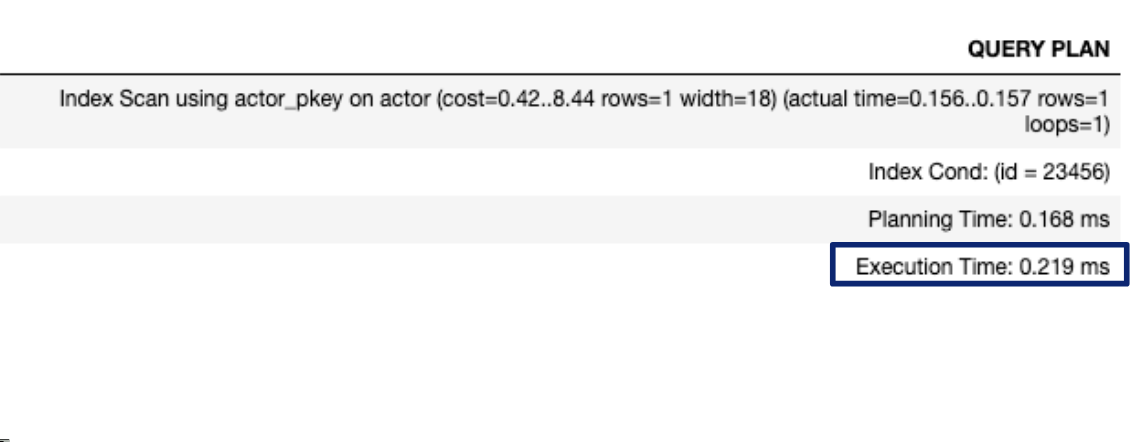 QUERY PLAN
Index Scan using actor_pkey on actor (cost=0.42..8.44 rows=1 width=18) (actual time=0.156..0.157 rows=1
loops=1)
Index Cond: (id = 23456)
Planning Time: 0.168 ms
Execution Time: 0.219 ms